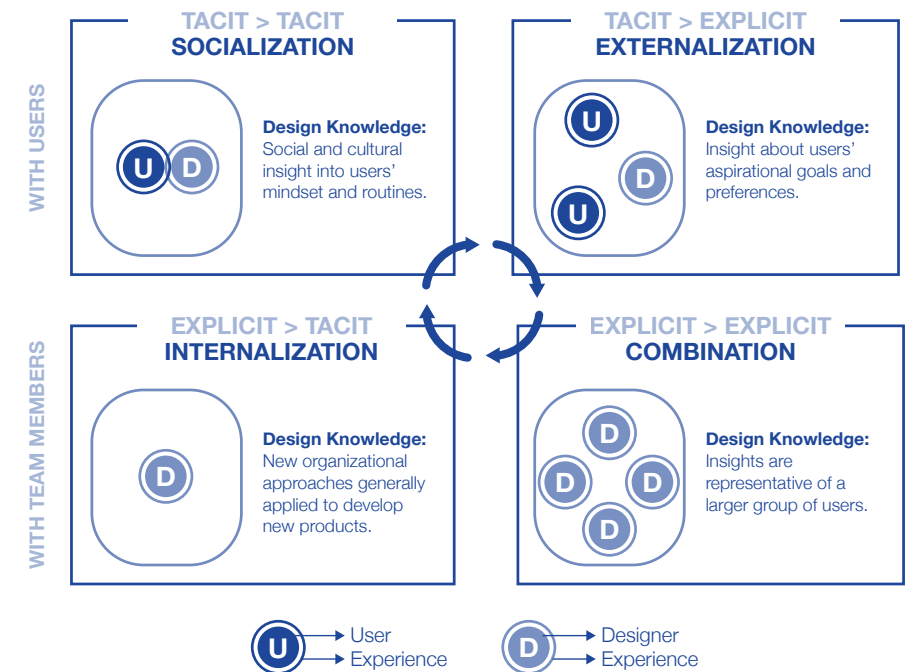 TACIT > TACIT
SOCIALIZATION
WITH USERS
U
D
Design Knowledge:
Social and cultural
insight into users'
mindset and routines.
TACIT > EXPLICIT
EXTERNALIZATION
U
D
U
Design Knowledge:
Insight about users'
aspirational goals and
preferences.
EXPLICIT > TACIT
INTERNALIZATION
WITH TEAM MEMBERS
D
Design Knowledge:
New organizational
approaches generally
applied to develop
new products.
EXPLICIT > EXPLICIT
COMBINATION
D
D
D
D
Design Knowledge:
Insights are
representative of a
larger group of users.
U
User
Experience
D
Designer
Experience